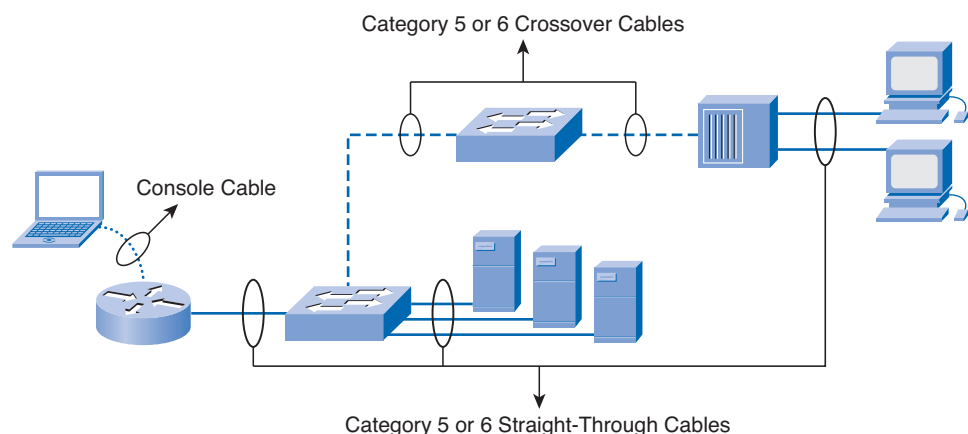 Category 5 or 6 Crossover Cables
Console Cable
Category 5 or 6 Straight-Through Cables